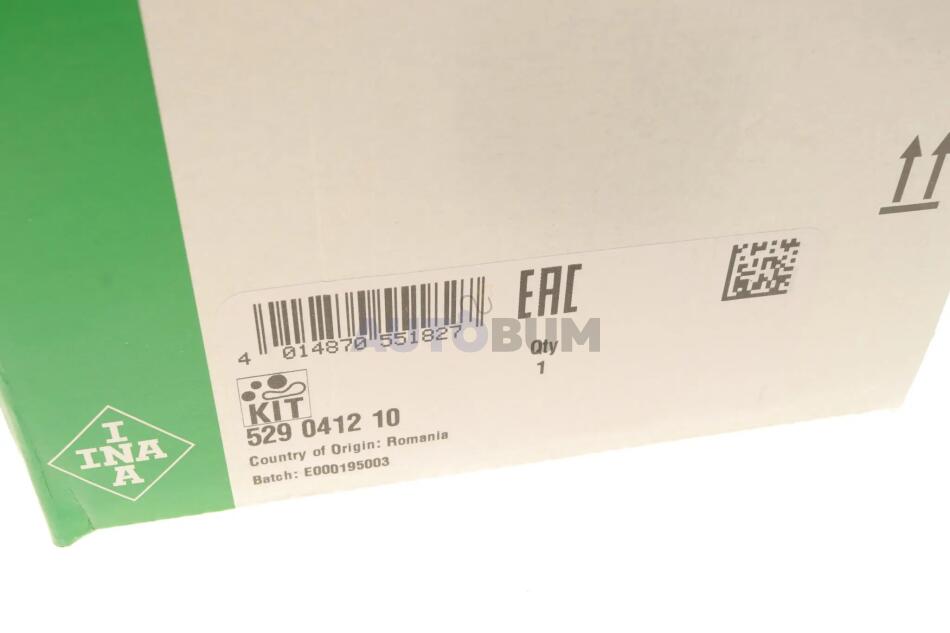 EAC
4 014870 551827
AUTOBUM
Qty
1
KIT
529 0412 10
Country of Origin: Romania
Batch: E000195003
I
INA
A